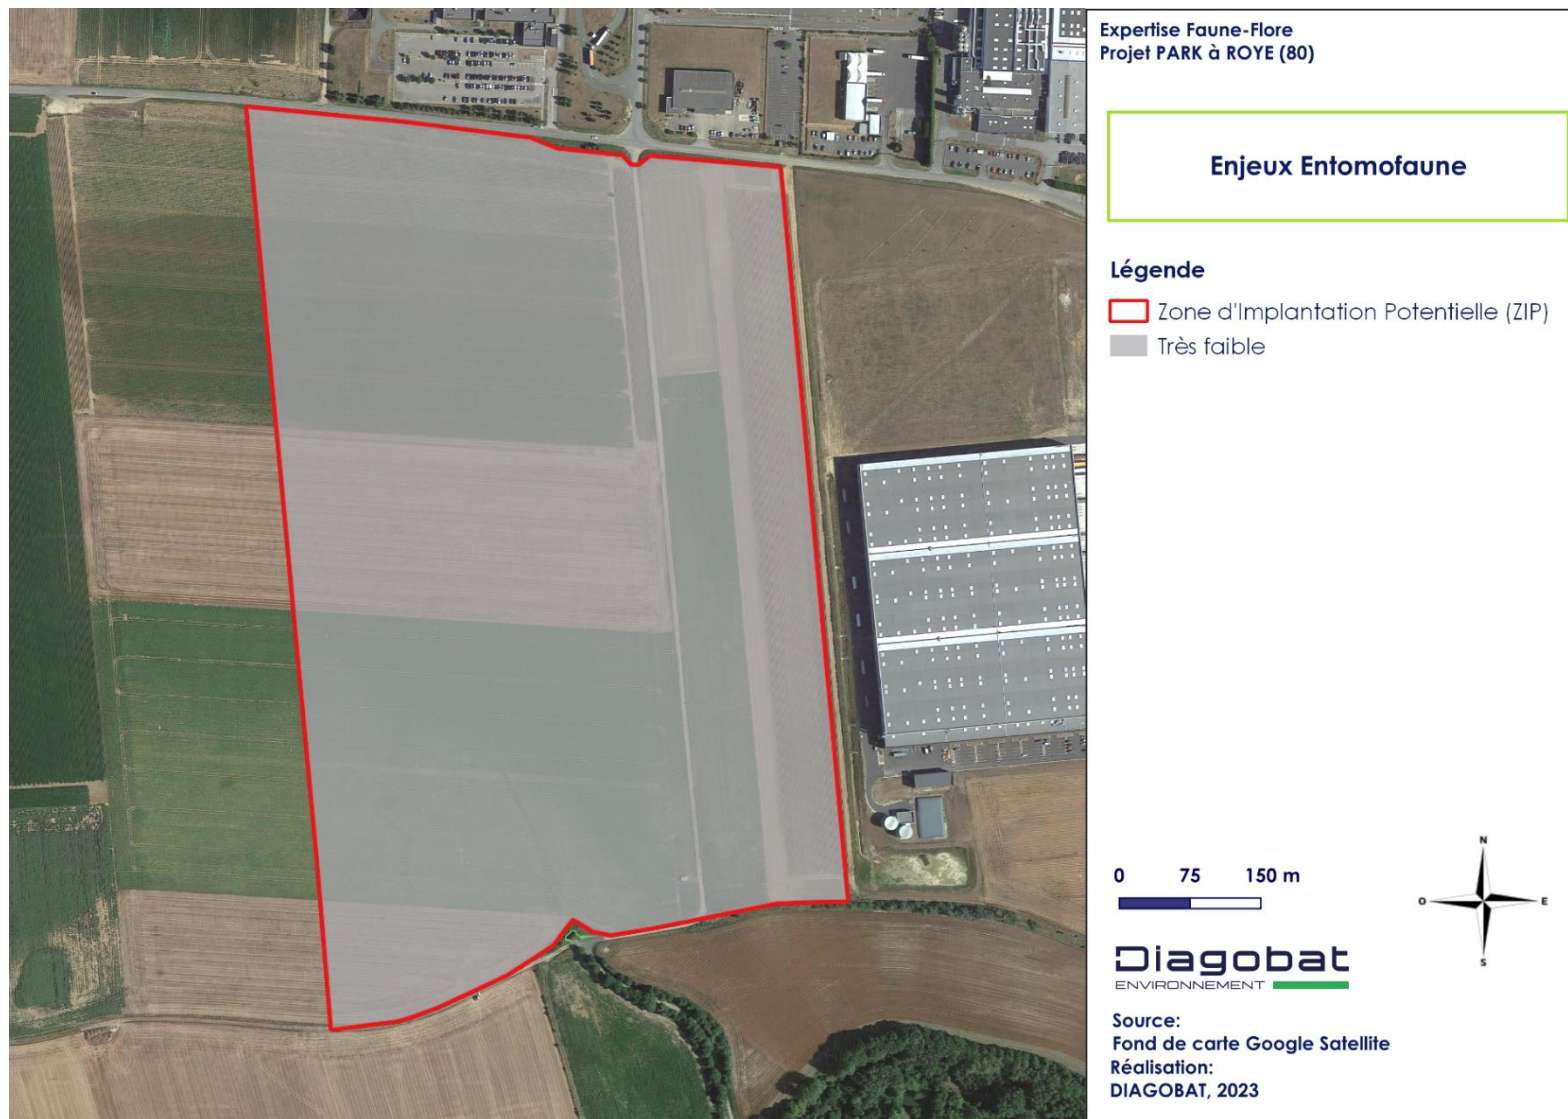 Expertise Faune-Flore
Projet PARK à ROYE (80)
Enjeux Entomofaune
Légende
Zone d'Implantation Potentielle (ZIP)
Très faible
0 75 150 m
N
O E
S
Diagobat
ENVIRONNEMENT
Source:
Fond de carte Google Satellite
Réalisation:
DIAGOBAT, 2023